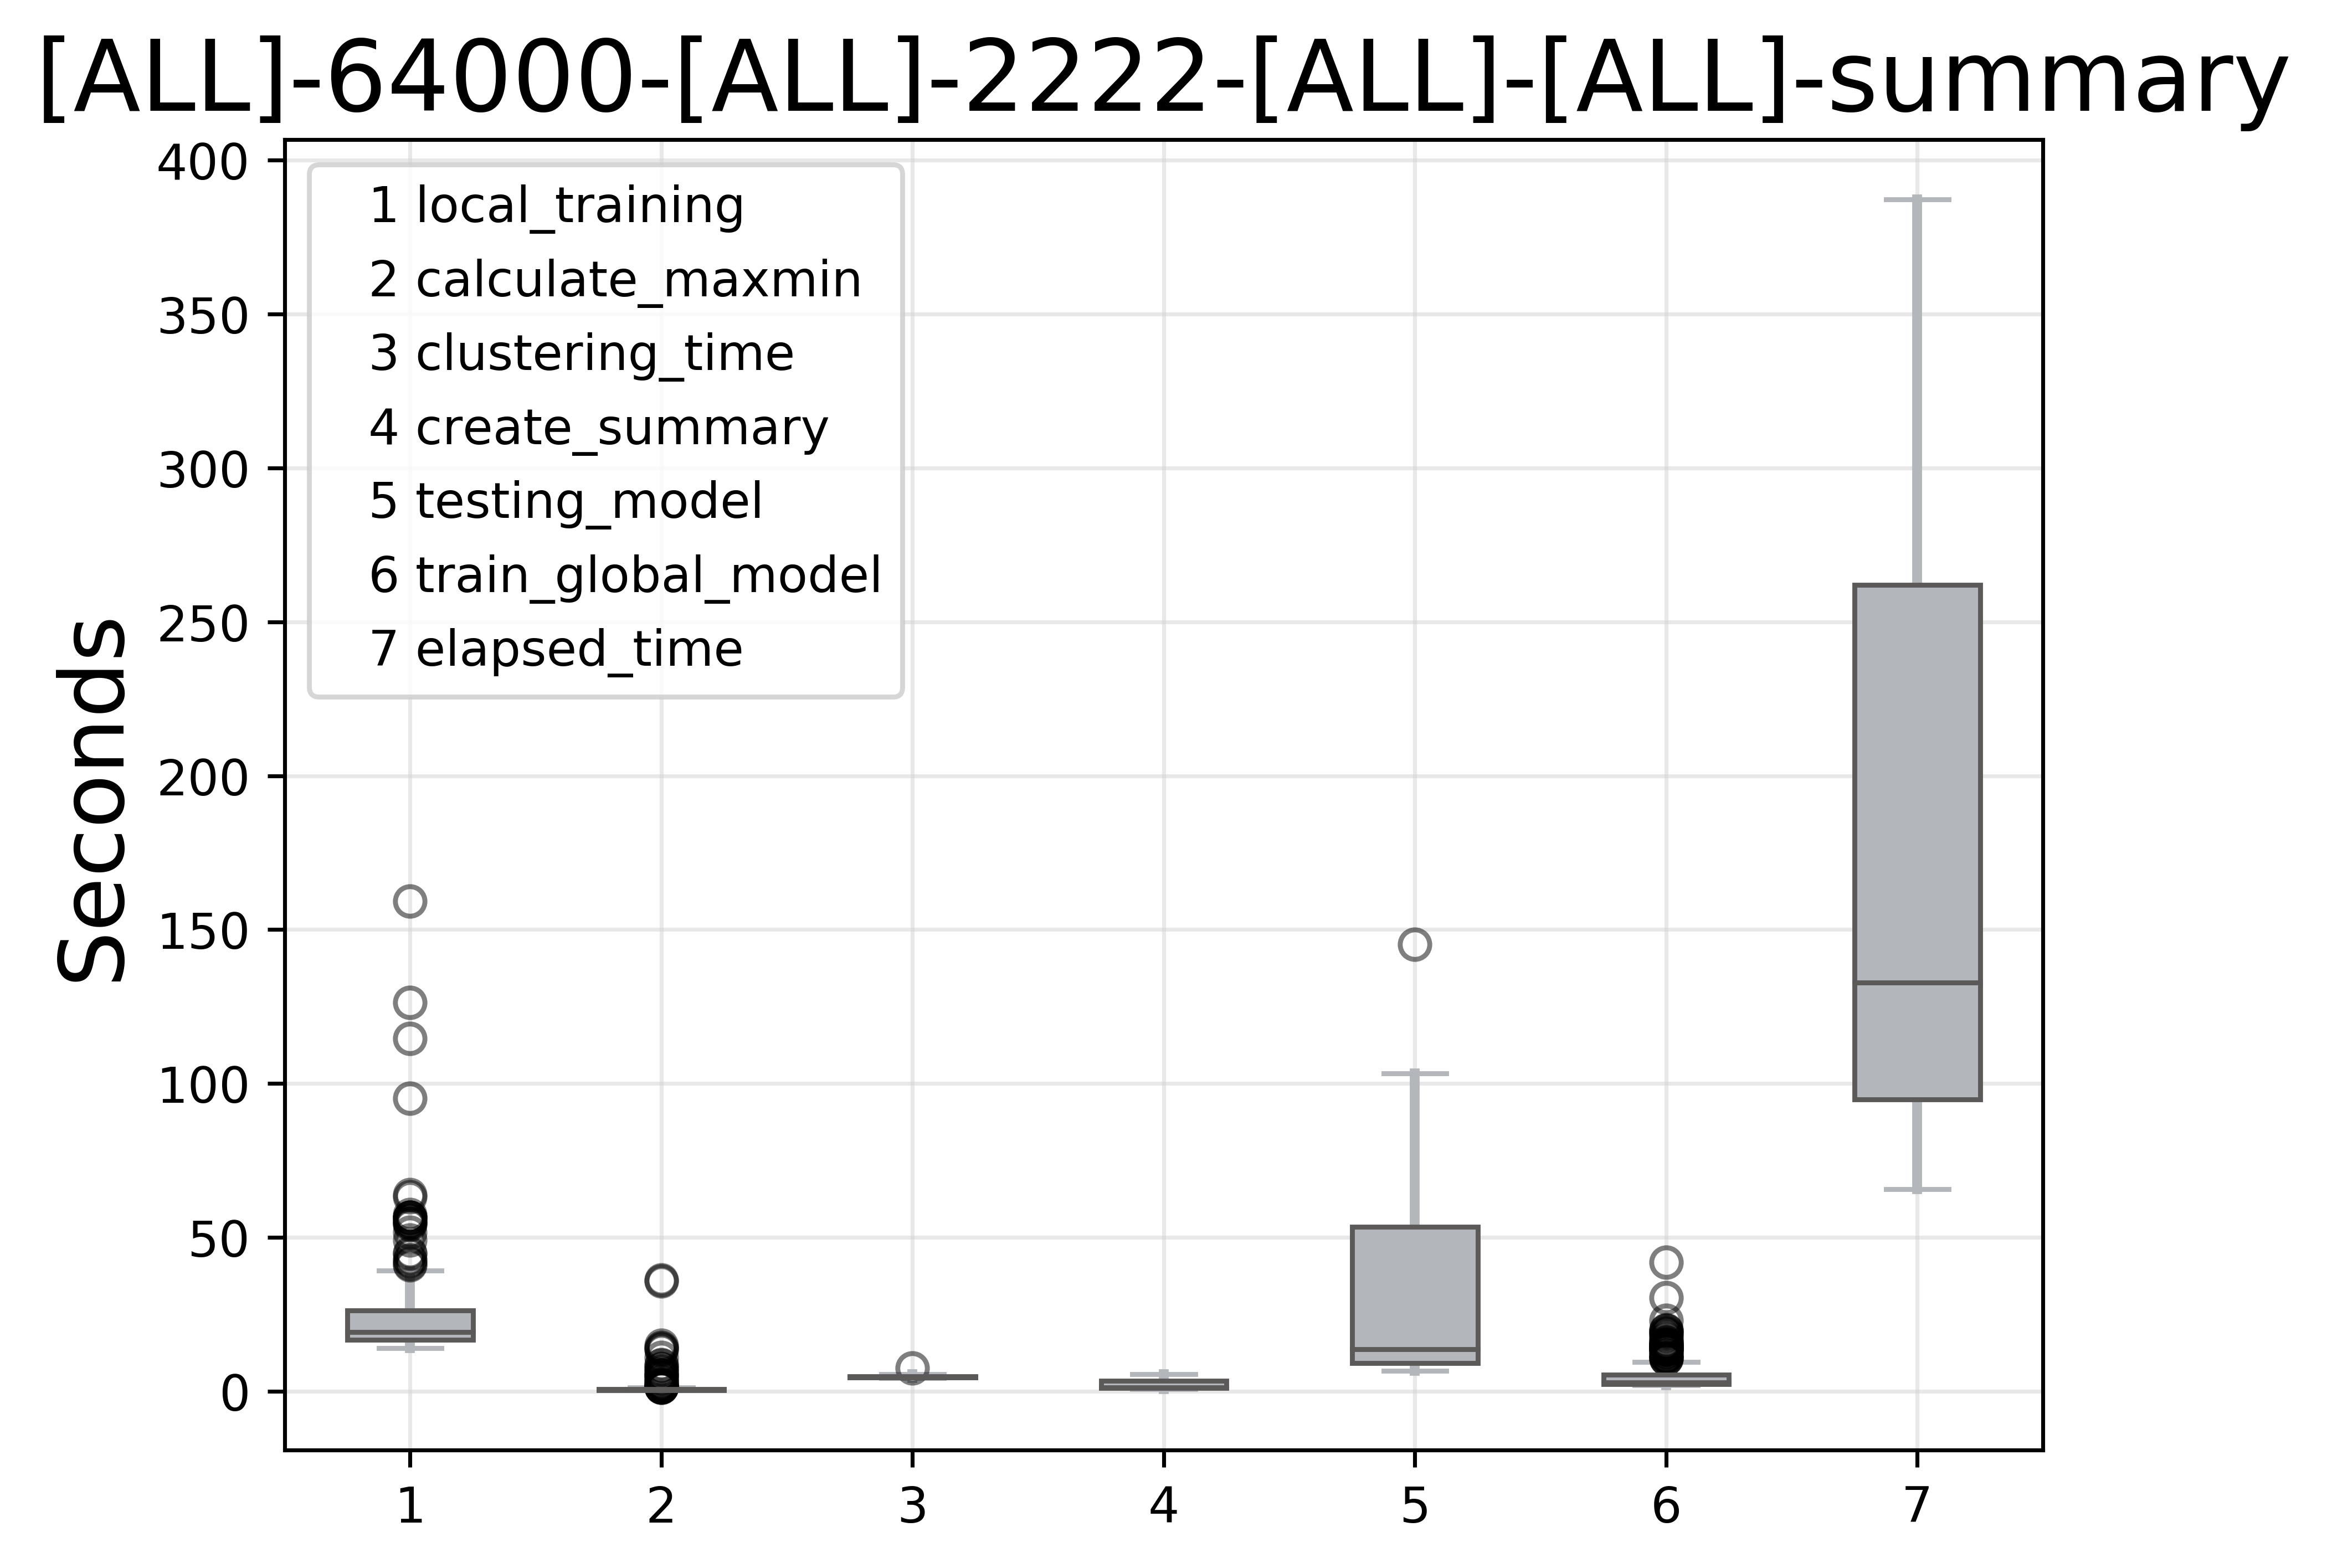 [ALL]-64000-[ALL]-2222-[ALL]-[ALL]-summary
Seconds
400
350
300
250
200
150
100
50
0
1 local_training
2 calculate_maxmin
3 clustering_time
4 create_summary
5 testing_model
6 train_global_model
7 elapsed_time
1 2 3 4 5 6 7